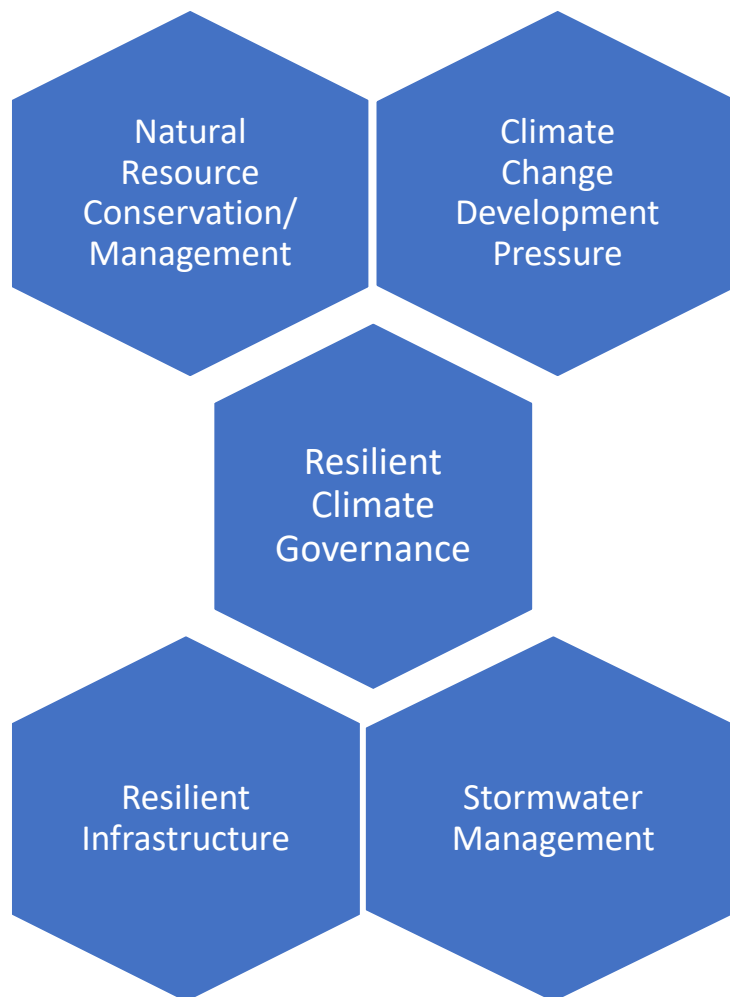 Natural
Resource
Conservation/
Management
Climate
Change
Development
Pressure
Resilient
Climate
Governance
Resilient
Infrastructure
Stormwater
Management